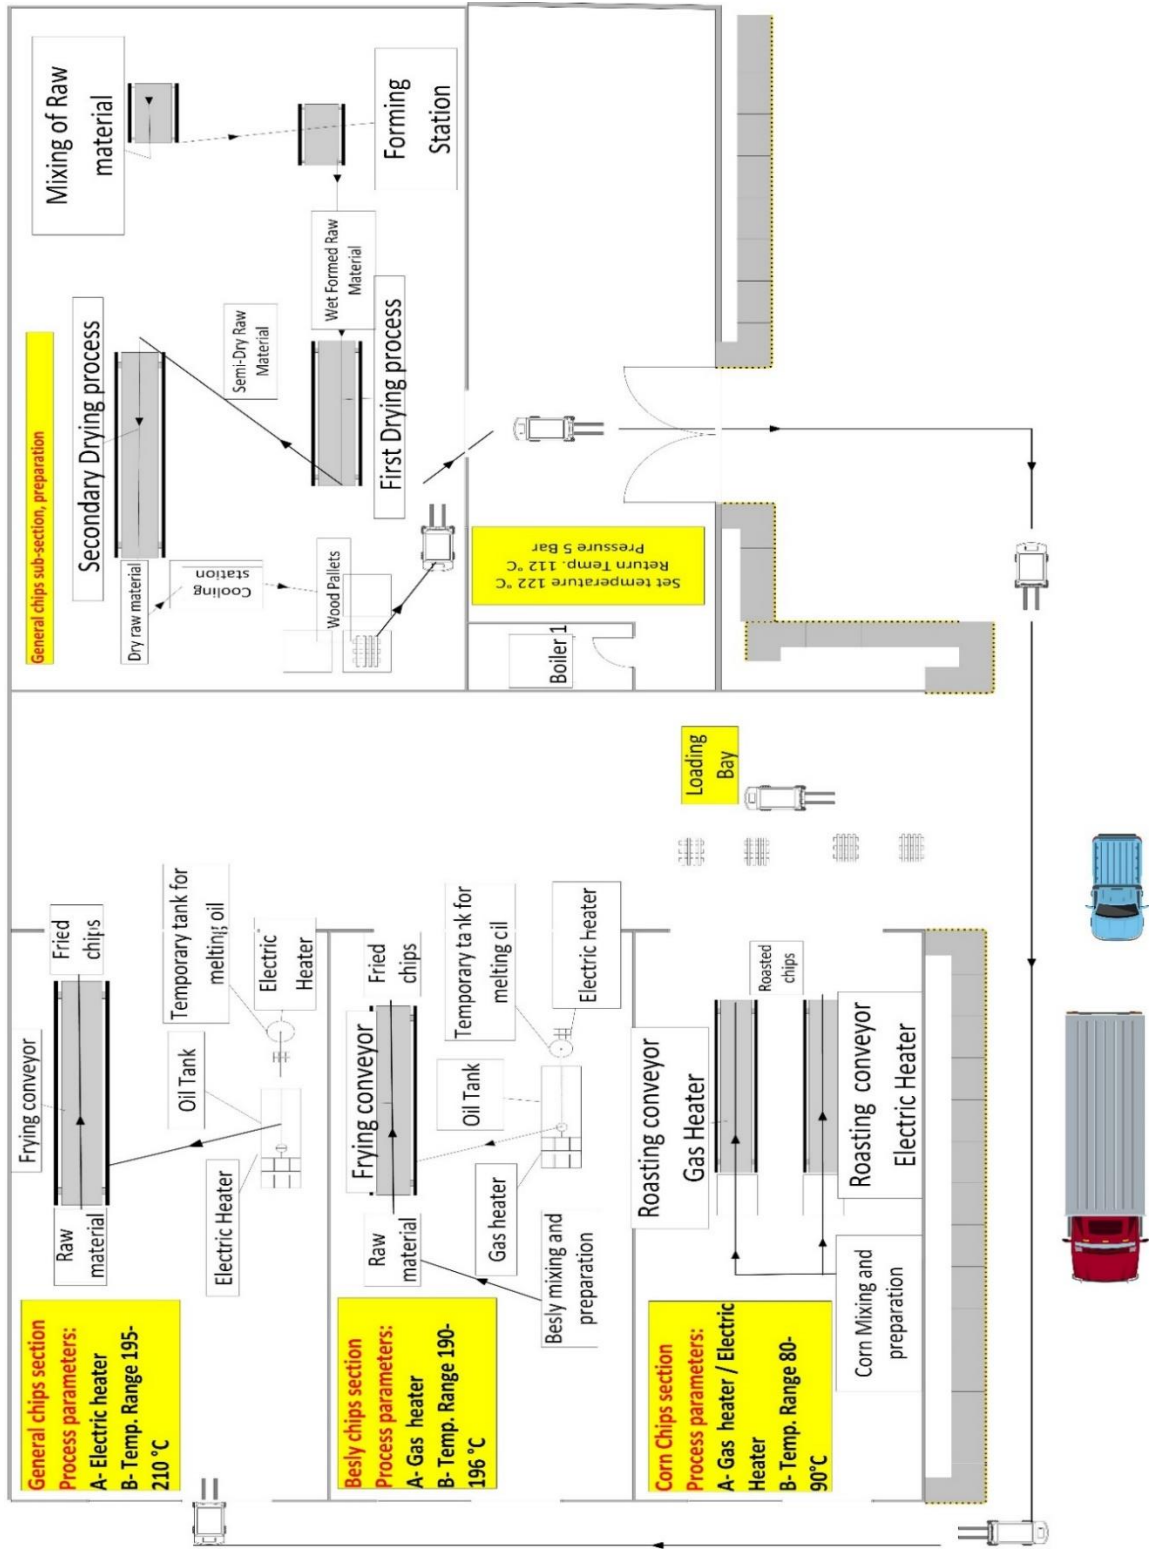 Mixing of Raw
material
Forming
Station
Wet Formed Raw
Material
General chips sub-section, preparation
Secondary Drying process
Semi-Dry Raw
Material
First Drying process
Dry raw material
Cooling
station
Wood Pallets
Set temperature 122 °C
Return Temp. 112 °C
Pressure 5 Bar
Boiler 1
Loading
Bay
Fried
chips
Frying conveyor
Temporary tank for
melting oil
Electric
Heater
Oil Tank
Electric Heater
Raw
material
General chips section
Process parameters:
A- Electric heater
B- Temp. Range 195-
210 °C
Fried
chips
Frying conveyor
Temporary tank for
melting oil
Electric heater
Oil Tank
Gas heater
Raw
material
Besly mixing and
preparation
Besly chips section
Process parameters:
A- Gas heater
B- Temp. Range 190-
196 °C
Roasted
chips
Roasting conveyor
Gas Heater
Roasting conveyor
Electric Heater
Corn Mixing and
preparation
Corn Chips section
Process parameters:
A- Gas heater / Electric
Heater
B- Temp. Range 80-
90°C